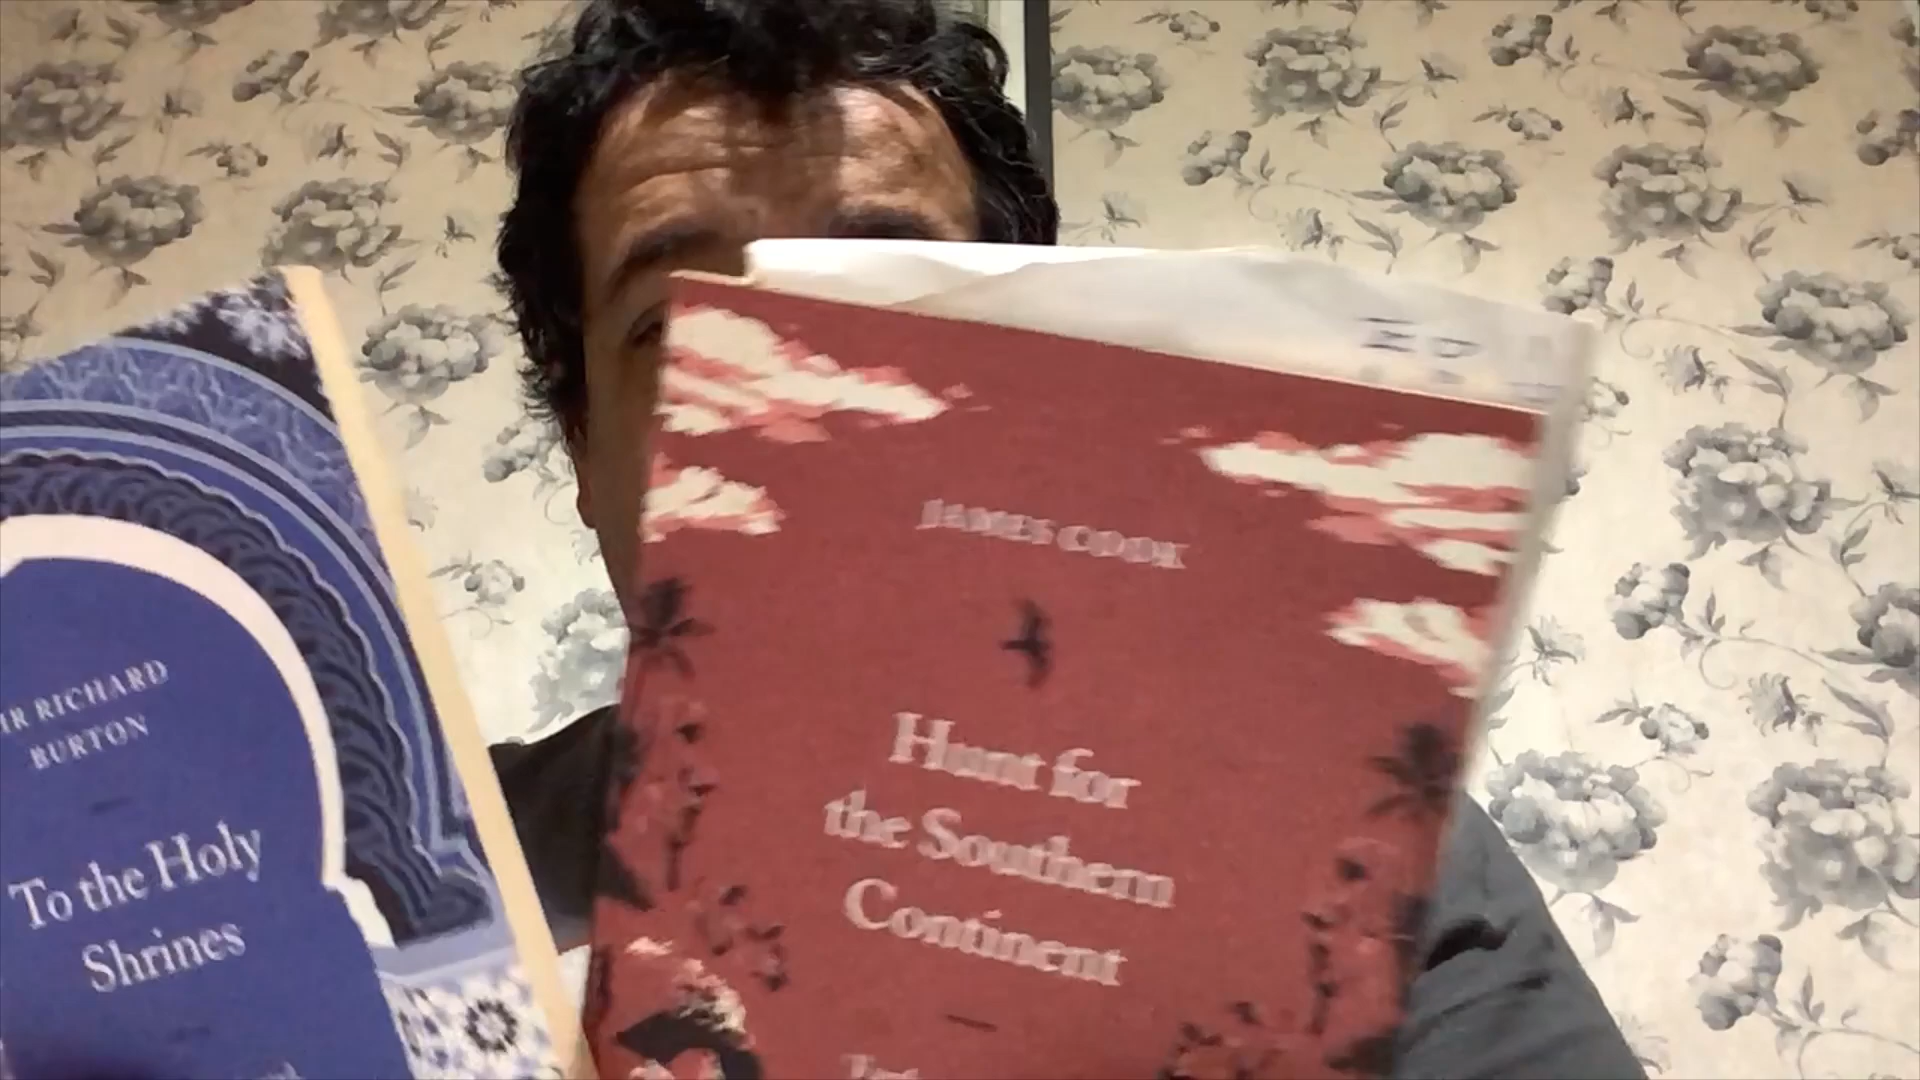 IR RICHARD
BURTON
To the Holy
Shrines
JAMES COOK
Hunt for
the Southern
Continent